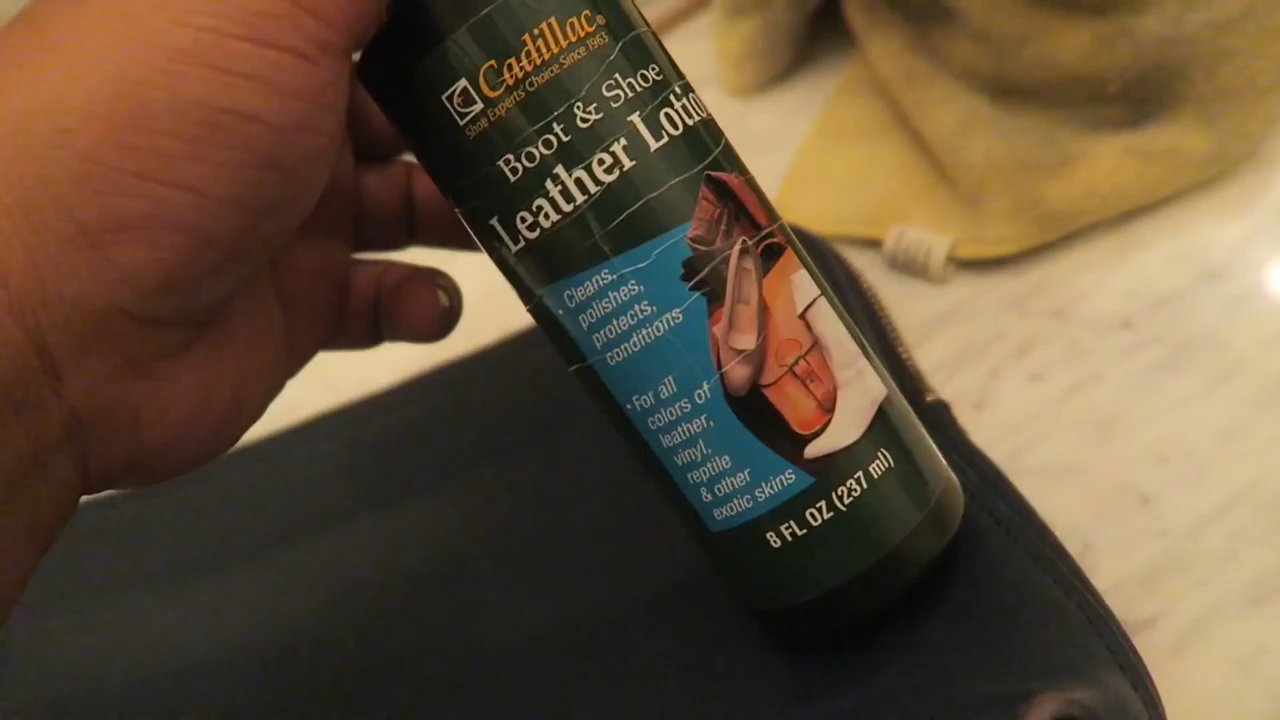 Cadillac®
Shoe Experts' Choice Since 1963
Boot & Shoe
Leather Lotion
• Cleans,
polishes,
protects,
conditions
• For all
colors of
leather,
vinyl,
reptile
& other
exotic skins
8 FL OZ (237 ml)